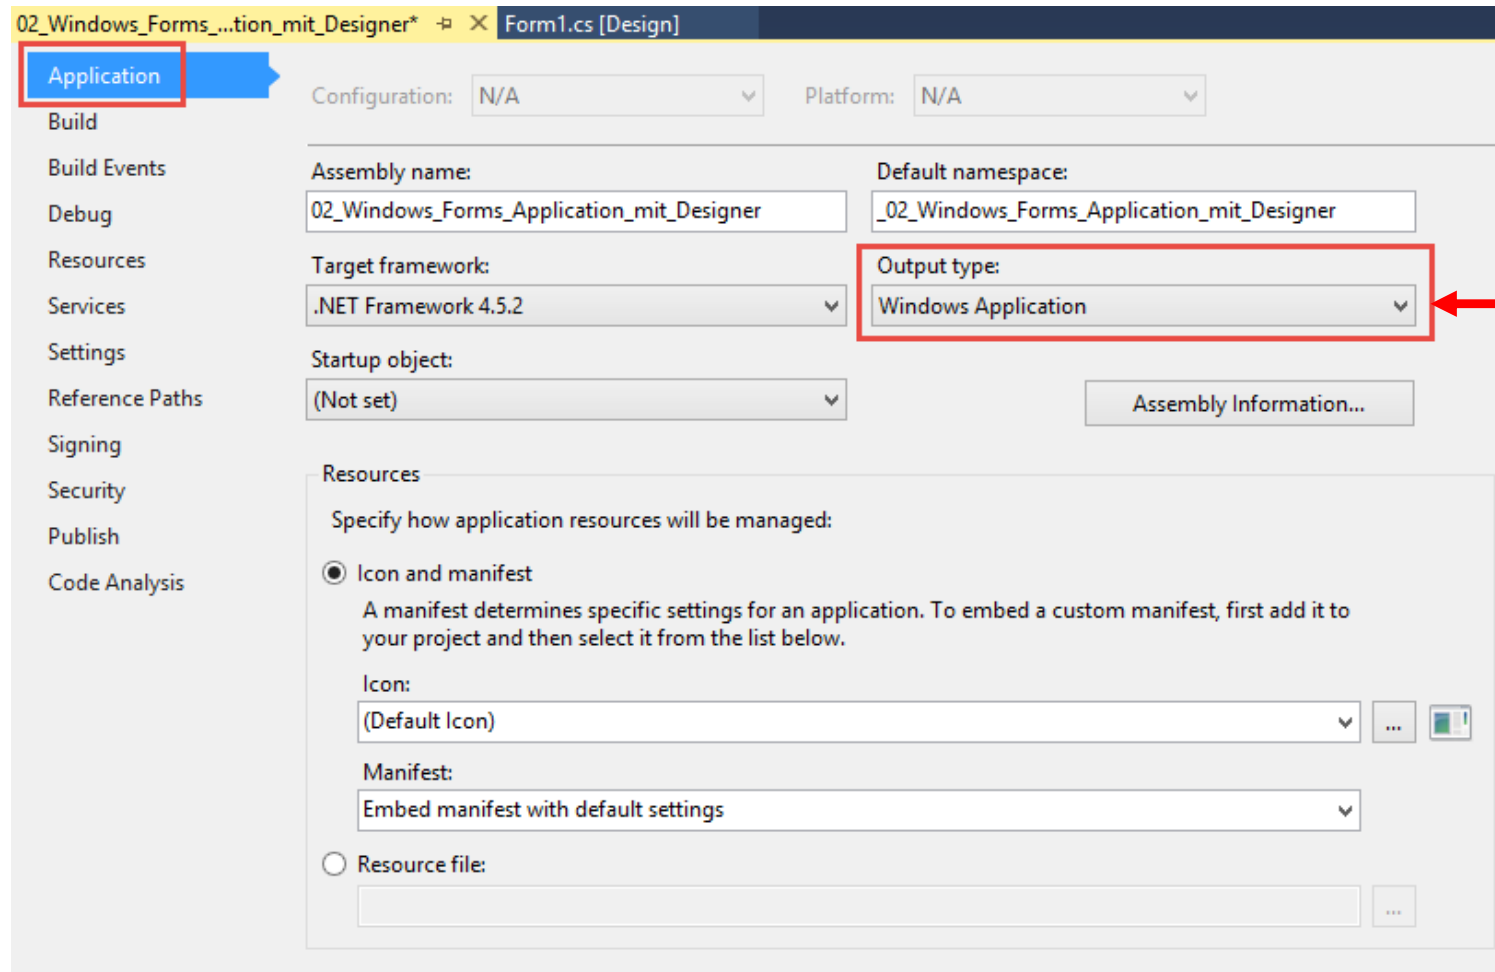 02_Windows_Forms_...tion_mit_Designer*
Form1.cs [Design]
Application
Build
Build Events
Debug
Resources
Services
Settings
Reference Paths
Signing
Security
Publish
Code Analysis
Configuration: N/A Platform: N/A
Assembly name: Default namespace:
02_Windows_Forms_Application_mit_Designer _02_Windows_Forms_Application_mit_Designer
Target framework: Output type:
.NET Framework 4.5.2 Windows Application
Startup object:
(Not set) Assembly Information...
Resources
Specify how application resources will be managed:
Icon and manifest
A manifest determines specific settings for an application. To embed a custom manifest, first add it to
your project and then select it from the list below.
Icon:
(Default Icon) ...
Manifest:
Embed manifest with default settings
Resource file:
...